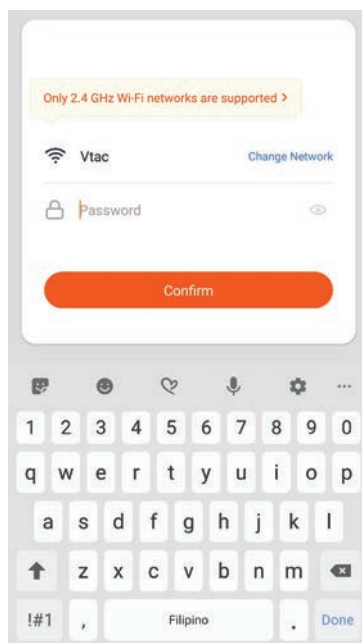 Only 2.4 GHz Wi-Fi networks are supported >
Vtac Change Network
Password
Confirm
1 2 3 4 5 6 7 8 9 0
q w e r t y u i o p
a s d f g h j k l
z x c v b n m
!#1 , Filipino . Done